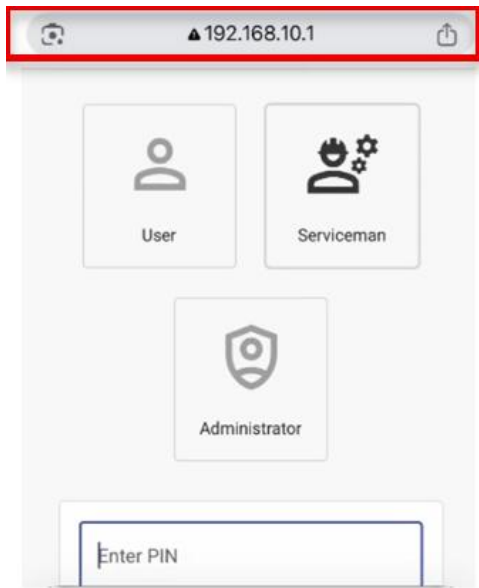 192.168.10.1
User
Serviceman
Administrator
Enter PIN